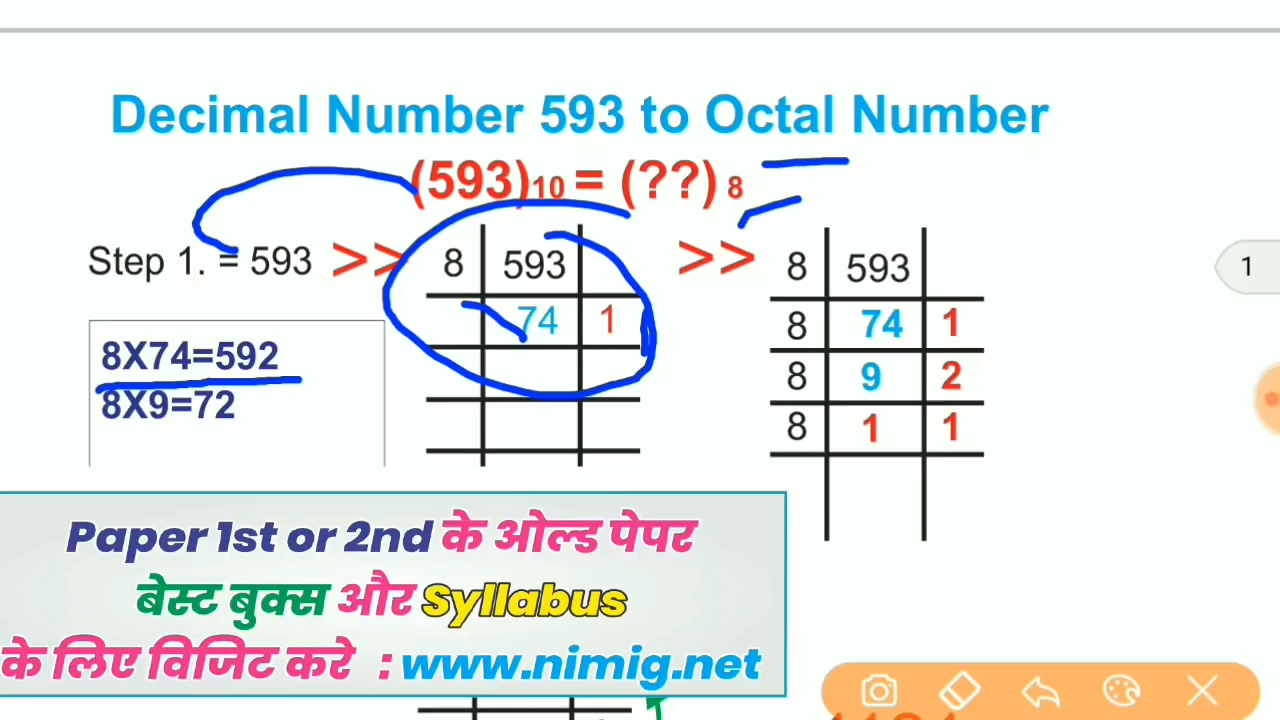 Decimal Number 593 to Octal Number
(593)10 = (??) 8
Step 1. = 593 >> 8 593 >> 8 593
74 1 8 74 1
8X74=592 8 9 2
8X9=72 8 1 1
1
Paper 1st or 2nd के ओल्ड पेपर
बेस्ट बुक्स और Syllabus
के लिए विजिट करे : www.nimig.net